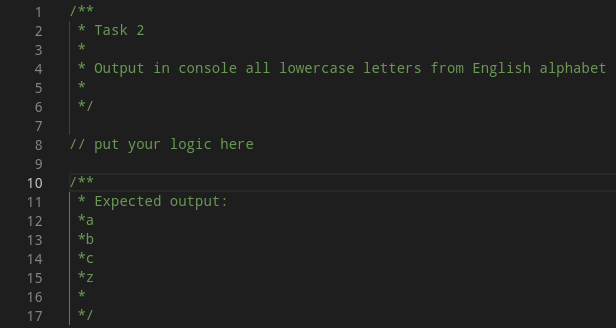 1 /**
2  * Task 2
3  *
4  * Output in console all lowercase letters from English alphabet
5  *
6  */
7
8 // put your logic here
9
10 /**
11  * Expected output:
12  *a
13  *b
14  *c
15  *z
16  *
17  */